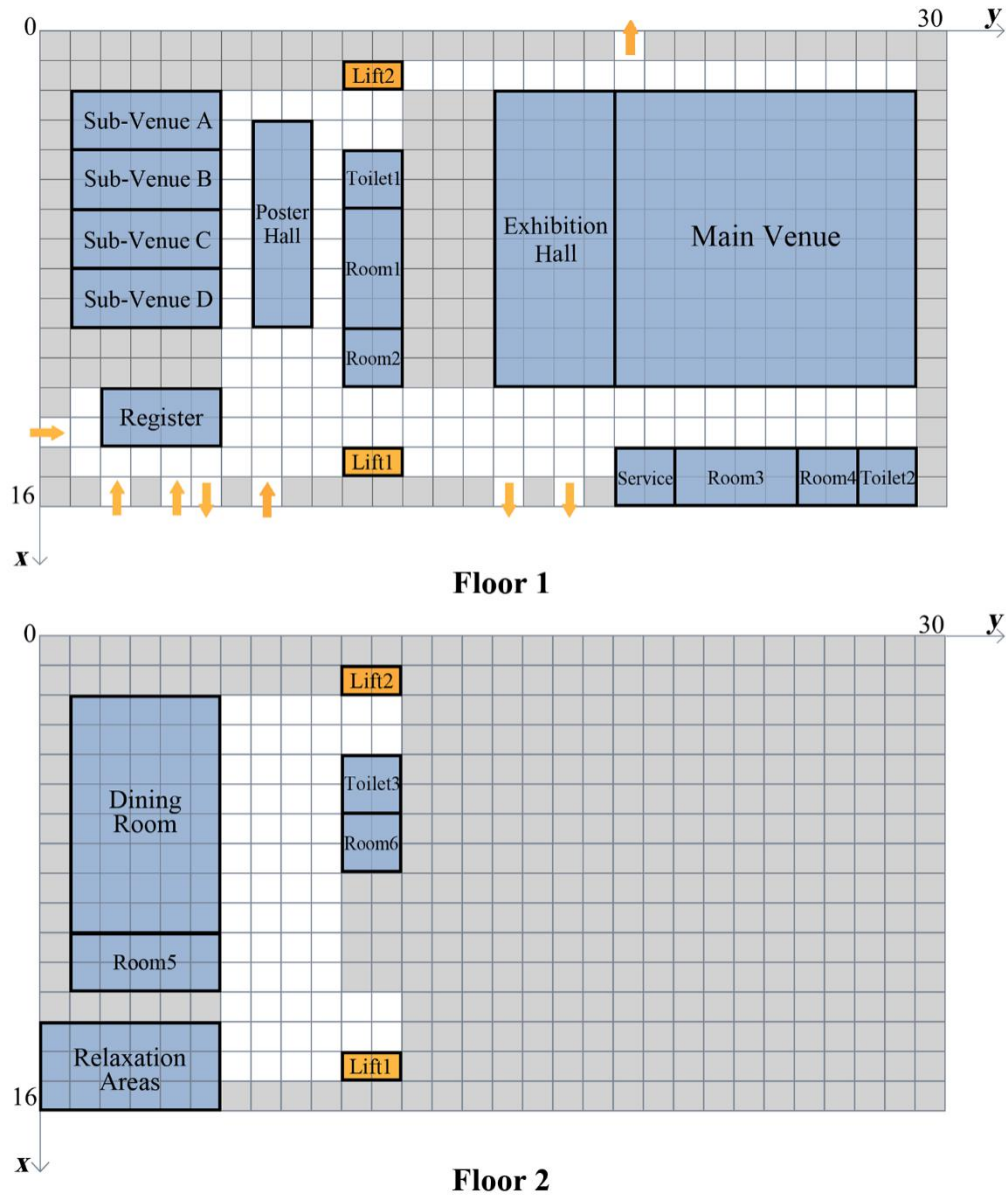 0
30
y
Lift2
Sub-Venue A
Sub-Venue B
Toilet1
Poster
Hall
Exhibition
Hall
Main Venue
Sub-Venue C
Room1
Sub-Venue D
Room2
Register
Lift1
Service
Room3
Room4
Toilet2
16
x
Floor 1
0
30
y
Lift2
Dining
Room
Toilet3
Room6
Room5
Relaxation
Areas
Lift1
16
x
Floor 2